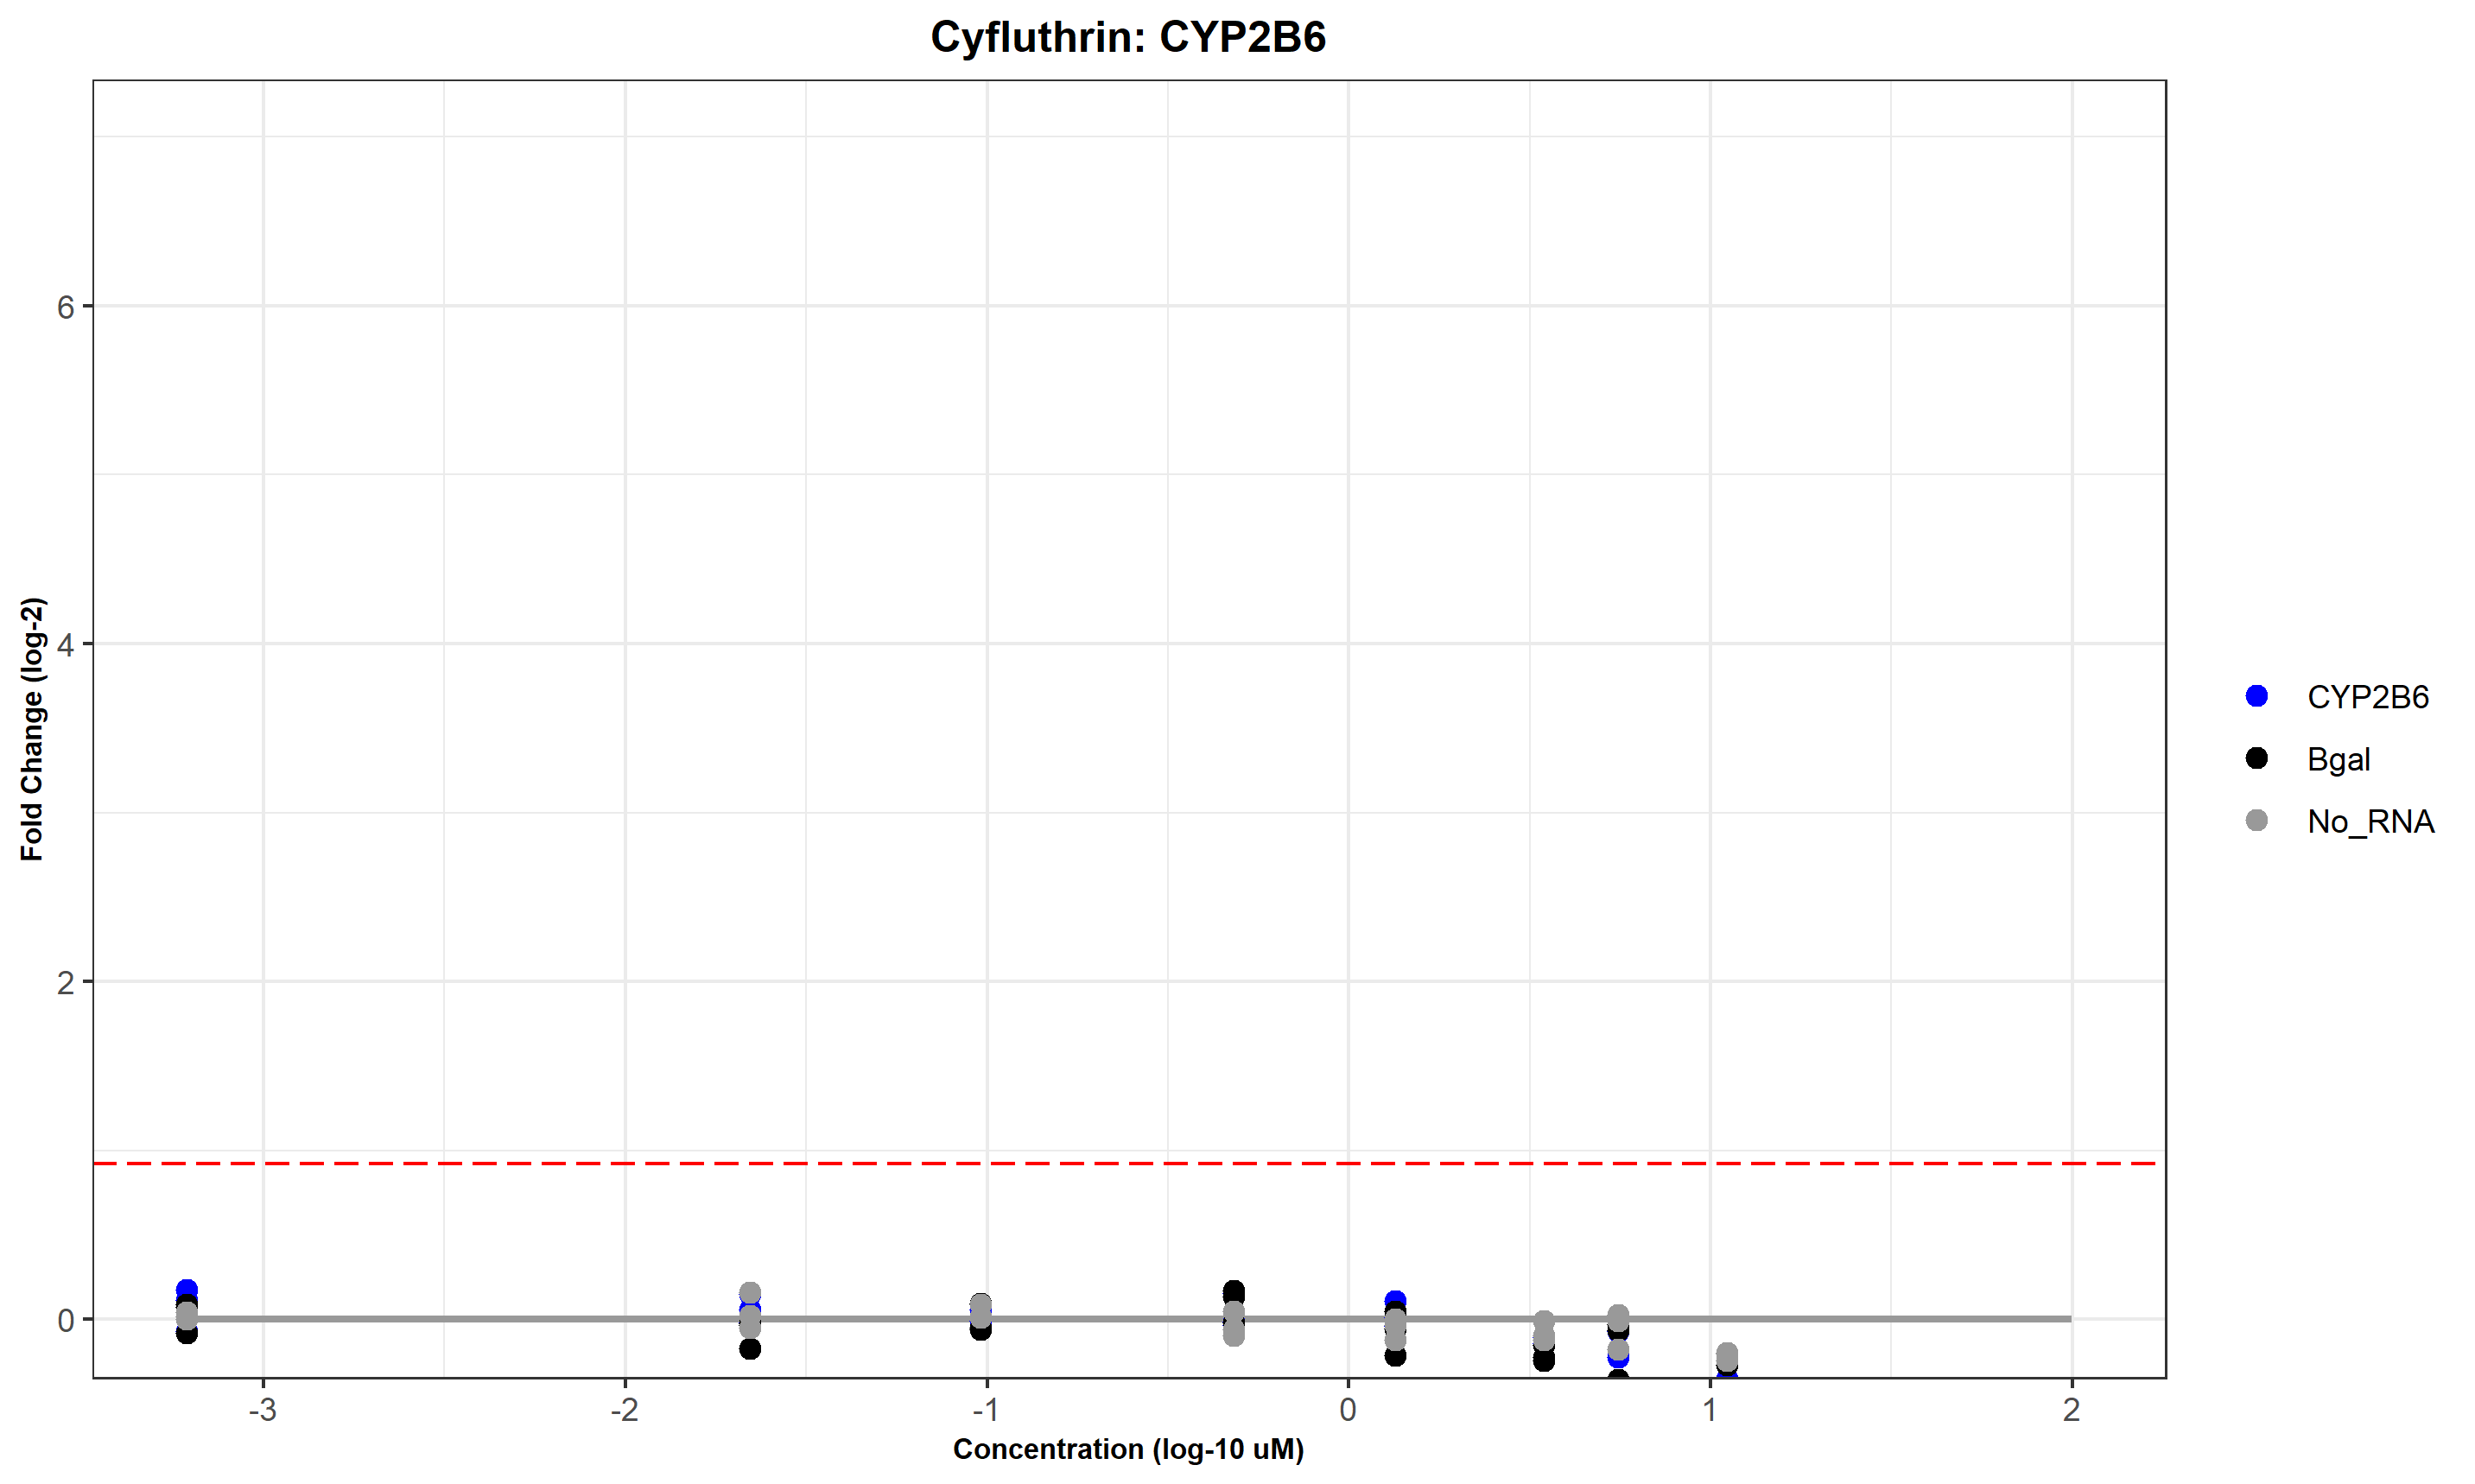 Cyfluthrin: CYP2B6
Fold Change (log-2)
6
4
2
0
-3
-2
-1
0
1
2
Concentration (log-10 uM)
CYP2B6
Bgal
No_RNA